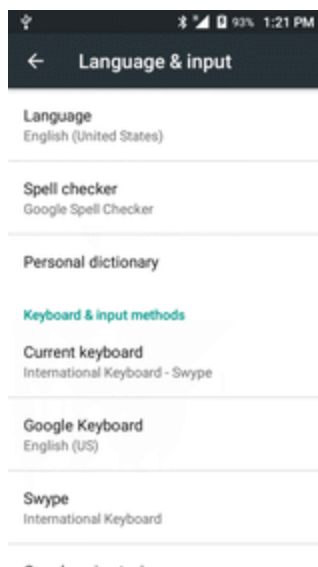 93% 1:21 PM
Language & input
Language
English (United States)
Spell checker
Google Spell Checker
Personal dictionary
Keyboard & input methods
Current keyboard
International Keyboard - Swype
Google Keyboard
English (US)
Swype
International Keyboard